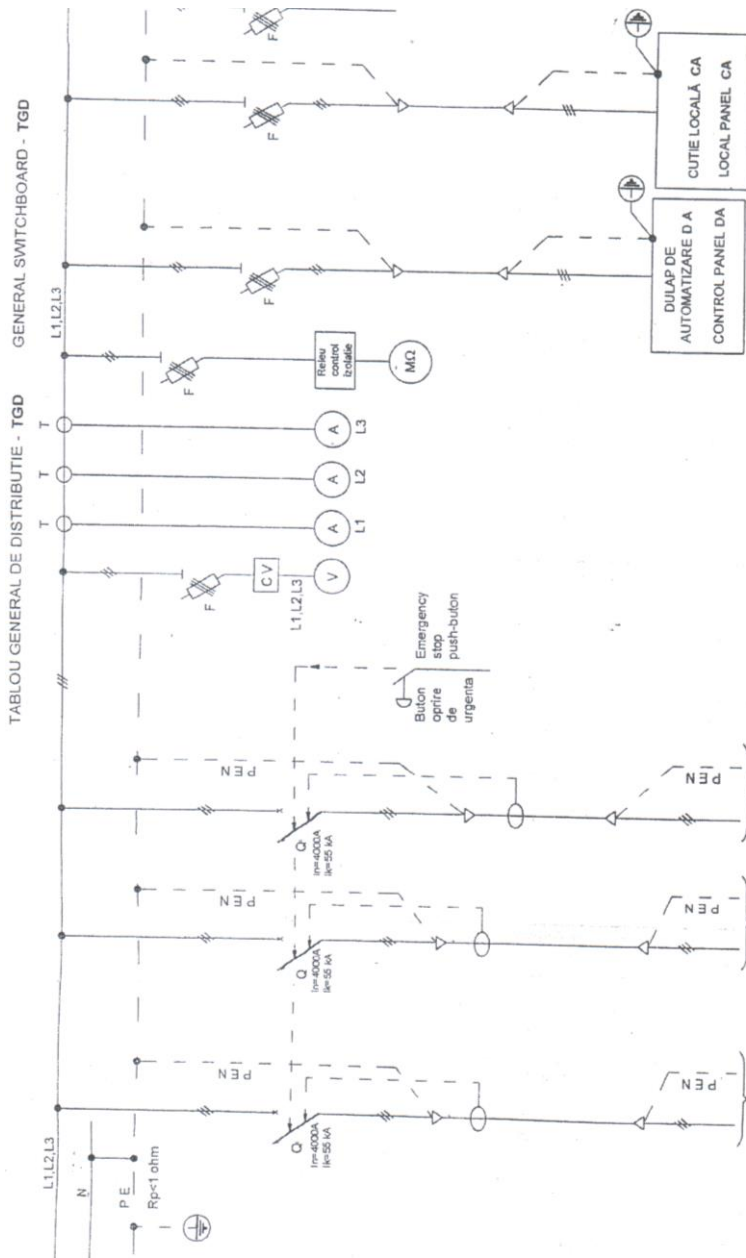 TABLOU GENERAL DE DISTRIBUTIE - TGD
GENERAL SWITCHBOARD - TGD
L1,L2,L3
N
P E
Rp<1 ohm
PEN
Q
In=4000A
Ik=55 kA
PEN
PEN
Q
In=4000A
Ik=55 kA
PEN
PEN
Q
In=4000A
Ik=55 kA
PEN
Buton
oprire
de
urgenta
Emergency
stop
push-buton
F
C V
L1,L2,L3
V
T
A
L1
T
A
L2
T
A
L3
F
Releu
control
izolatie
MΩ
L1,L2,L3
F
DULAP DE
AUTOMATIZARE D A
CONTROL PANEL DA
F
CUTIE LOCALĂ CA
LOCAL PANEL CA
F